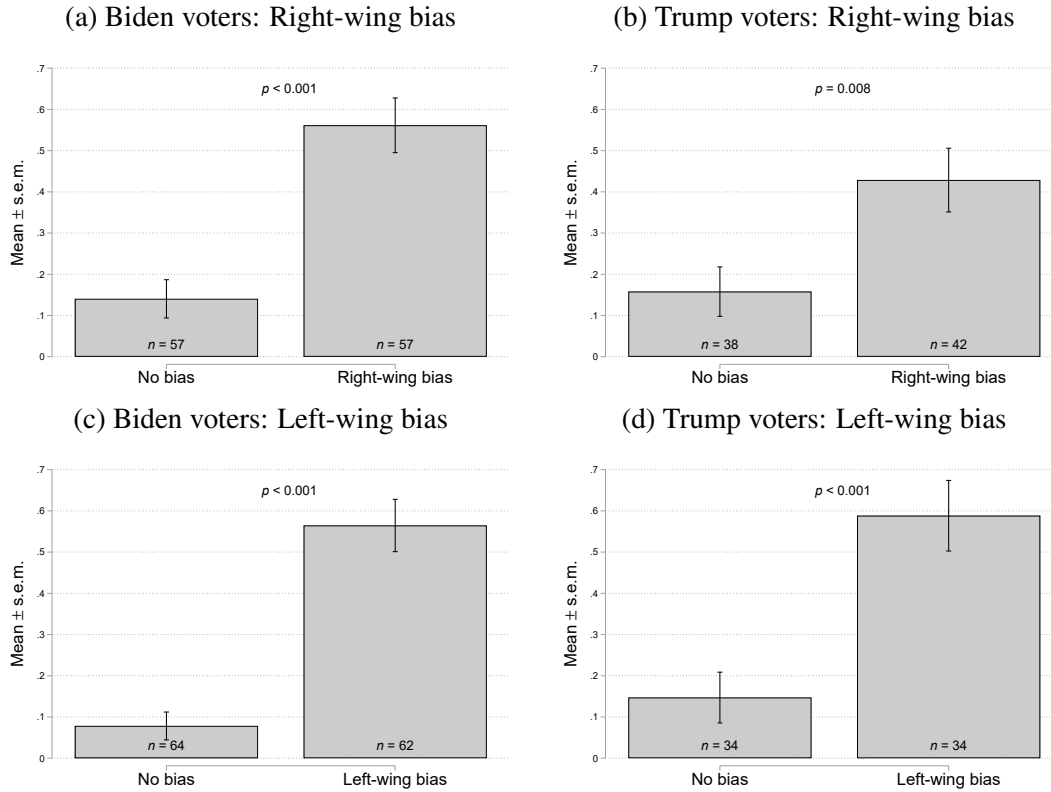 (a) Biden voters: Right-wing bias
Mean ± s.e.m.
.7
.6
.5
.4
.3
.2
.1
0
p < 0.001
n = 57
n = 57
No bias
Right-wing bias
(b) Trump voters: Right-wing bias
Mean ± s.e.m.
.7
.6
.5
.4
.3
.2
.1
0
p = 0.008
n = 38
n = 42
No bias
Right-wing bias
(c) Biden voters: Left-wing bias
Mean ± s.e.m.
.7
.6
.5
.4
.3
.2
.1
0
p < 0.001
n = 64
n = 62
No bias
Left-wing bias
(d) Trump voters: Left-wing bias
Mean ± s.e.m.
.7
.6
.5
.4
.3
.2
.1
0
p < 0.001
n = 34
n = 34
No bias
Left-wing bias